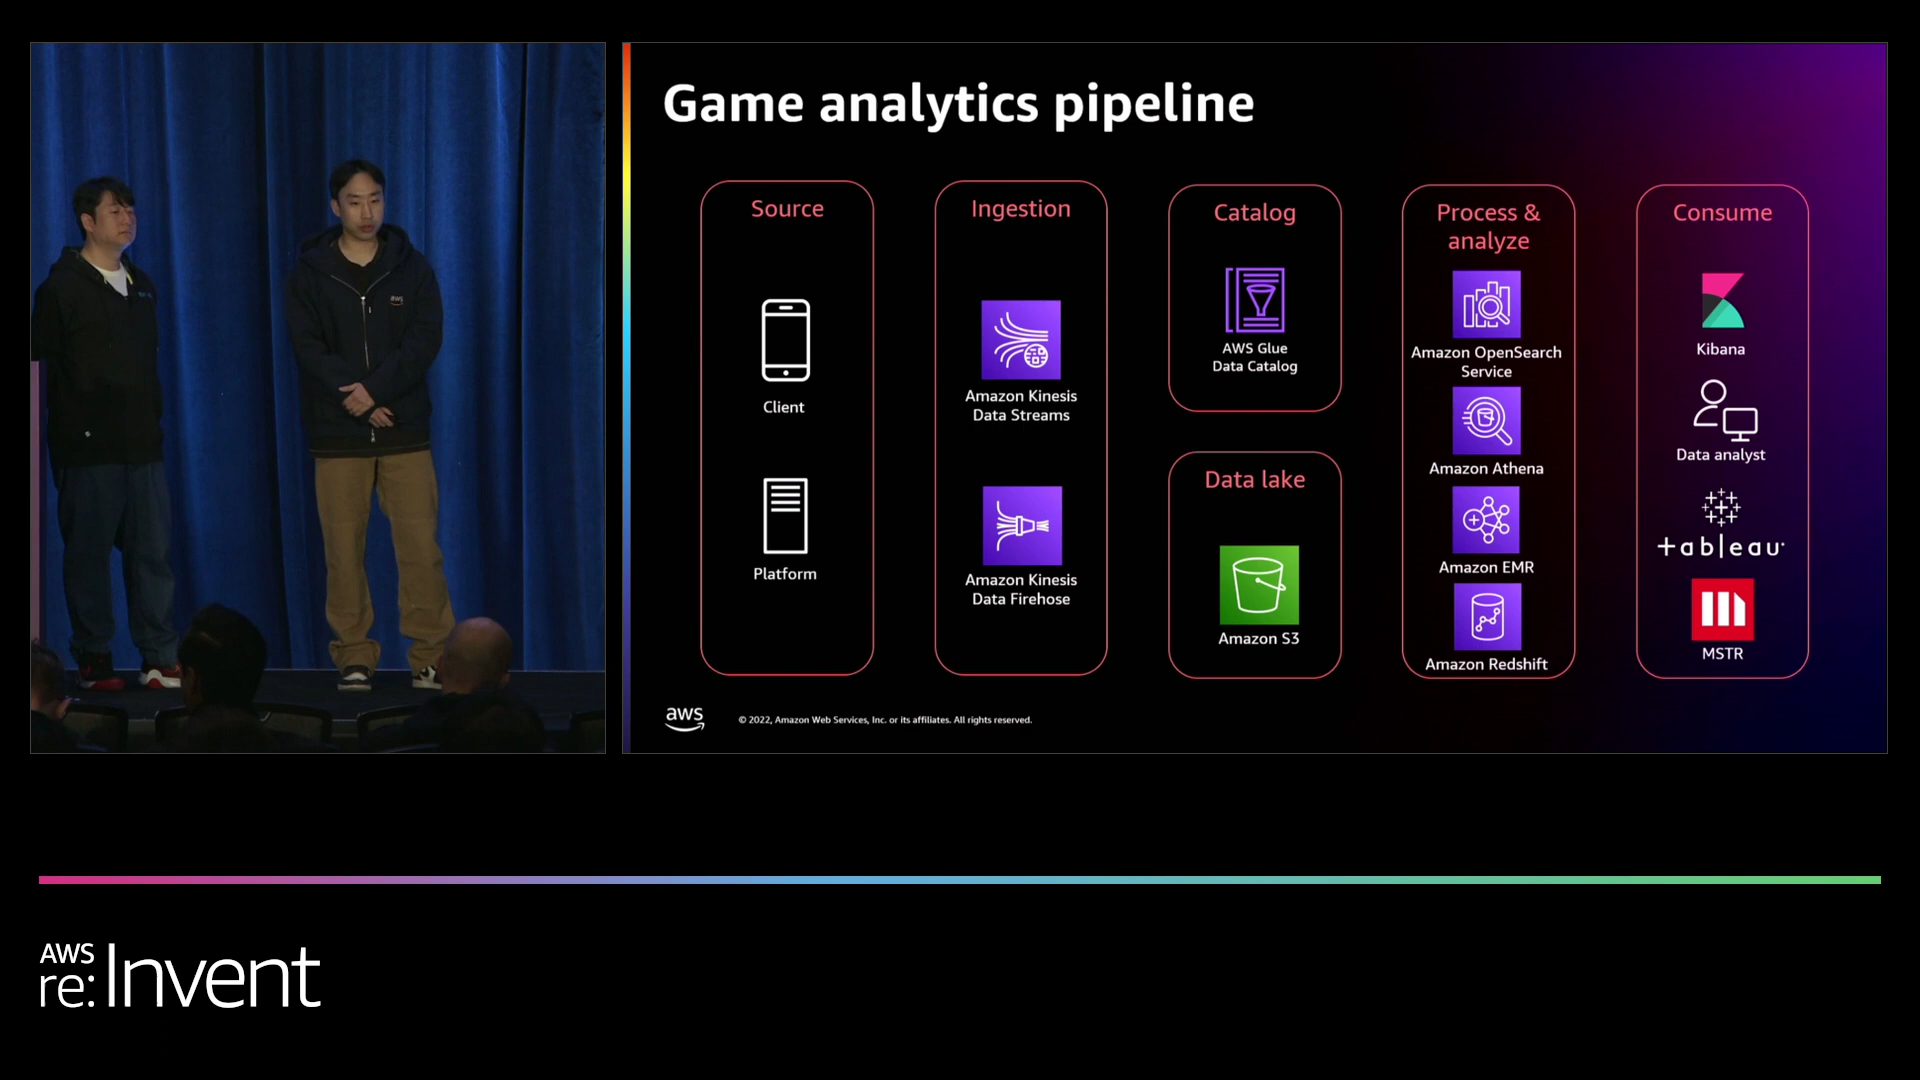 Game analytics pipeline
Source
Client
Platform
Ingestion
Amazon Kinesis
Data Streams
Amazon Kinesis
Data Firehose
Catalog
AWS Glue
Data Catalog
Data lake
Amazon S3
Process &
analyze
Amazon OpenSearch
Service
Amazon Athena
Amazon EMR
Amazon Redshift
Consume
Kibana
Data analyst
+ableau
MSTR
aws
© 2022, Amazon Web Services, Inc. or its affiliates. All rights reserved.
aws
AWS
re:Invent